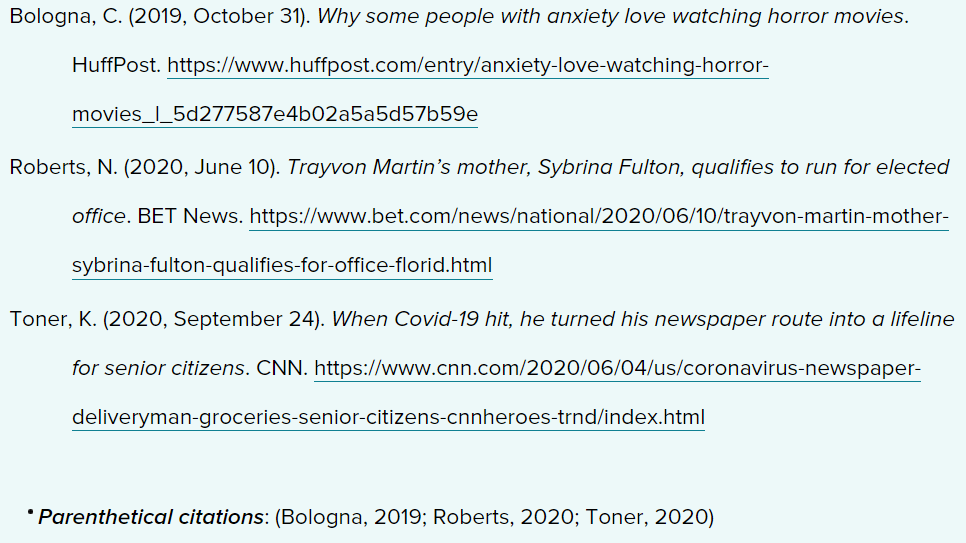 Bologna, C. (2019, October 31). Why some people with anxiety love watching horror movies.
HuffPost. https://www.huffpost.com/entry/anxiety-love-watching-horror-
movies_l_5d277587e4b02a5a5d57b59e
Roberts, N. (2020, June 10). Trayvon Martin’s mother, Sybrina Fulton, qualifies to run for elected
office. BET News. https://www.bet.com/news/national/2020/06/10/trayvon-martin-mother-
sybrina-fulton-qualifies-for-office-florid.html
Toner, K. (2020, September 24). When Covid-19 hit, he turned his newspaper route into a lifeline
for senior citizens. CNN. https://www.cnn.com/2020/06/04/us/coronavirus-newspaper-
deliveryman-groceries-senior-citizens-cnnheroes-trnd/index.html
• Parenthetical citations: (Bologna, 2019; Roberts, 2020; Toner, 2020)